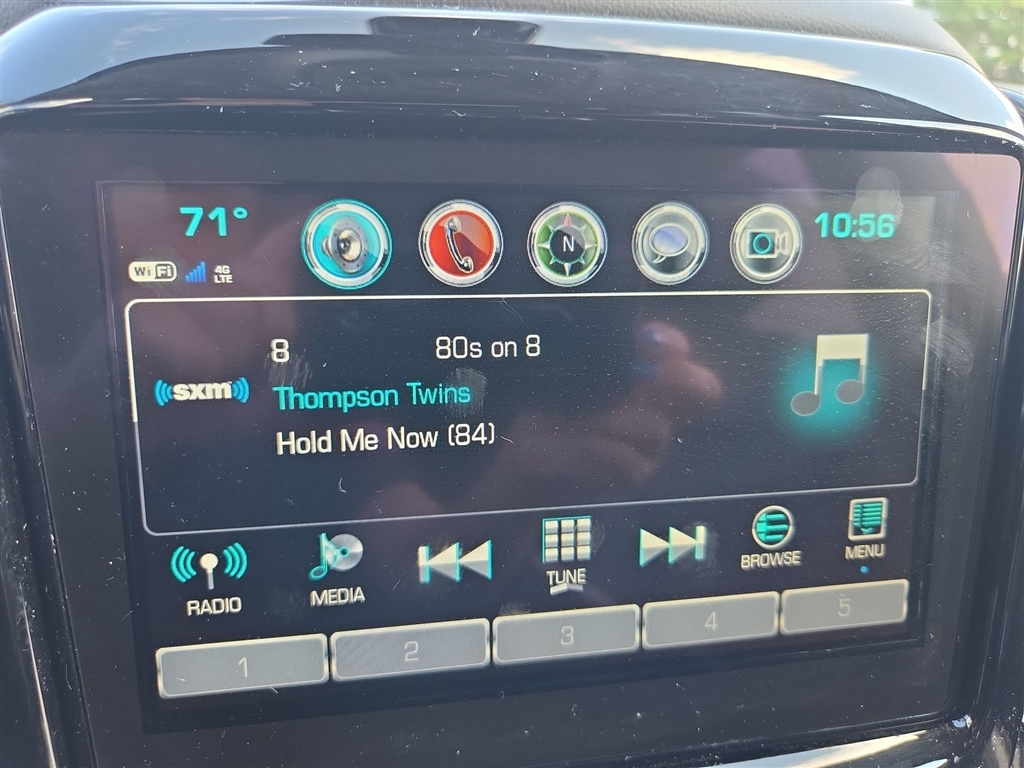 71° 10:56
WiFi 4G LTE
N
8 80s on 8
sxm
Thompson Twins
Hold Me Now (84)
RADIO MEDIA TUNE BROWSE MENU
1 2 3 4 5